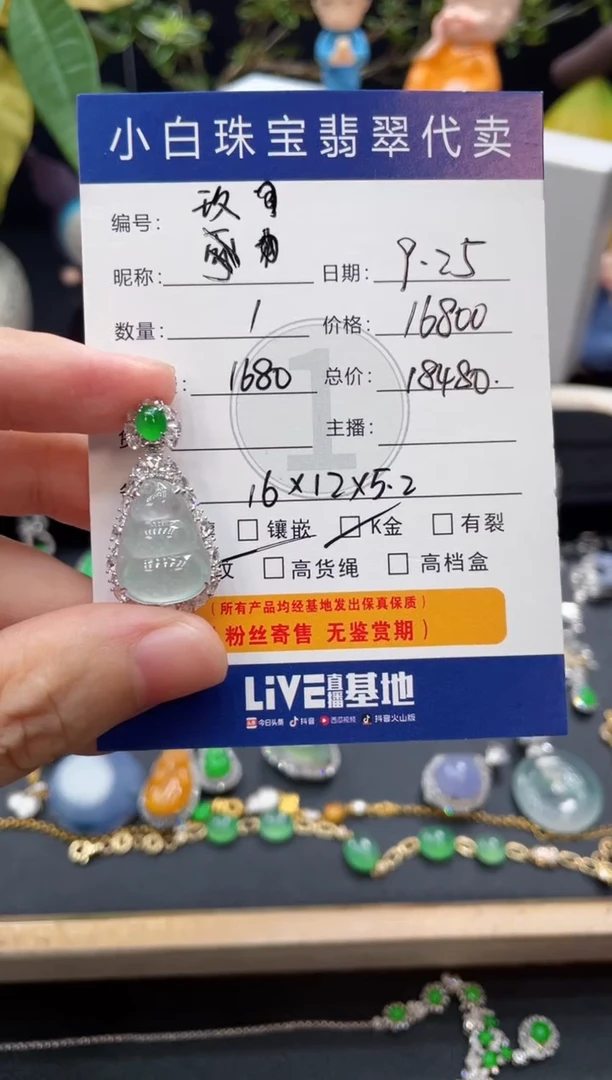 小白珠宝翡翠代卖
编号：
昵称： 日期： 9.25
数量： 1 价格： 16800
： 1680 总价： 18480.
主播：
16×12×5.2
□ 镶嵌 □ K金 □ 有裂
纹 □ 高货绳 □ 高档盒
（所有产品均经基地发出保真保质）
粉丝寄售 无鉴赏期）
1
LiVE直播基地
今日头条 抖音 西瓜视频 抖音火山版